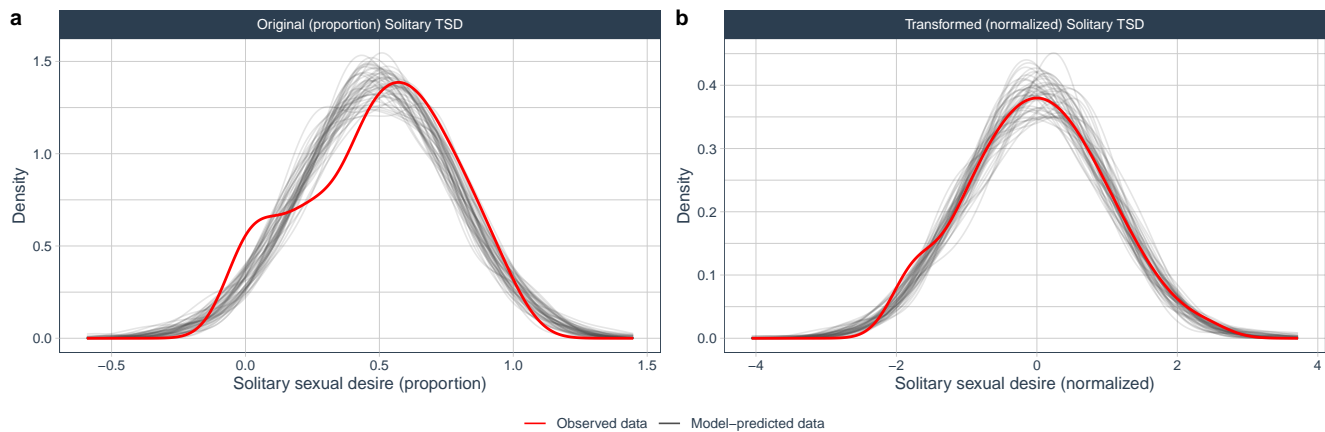 a
Original (proportion) Solitary TSD
Density
1.5
1.0
0.5
0.0
−0.5
0.0
0.5
1.0
1.5
Solitary sexual desire (proportion)
b
Transformed (normalized) Solitary TSD
Density
0.4
0.3
0.2
0.1
0.0
−4
−2
0
2
4
Solitary sexual desire (normalized)
Observed data
Model−predicted data